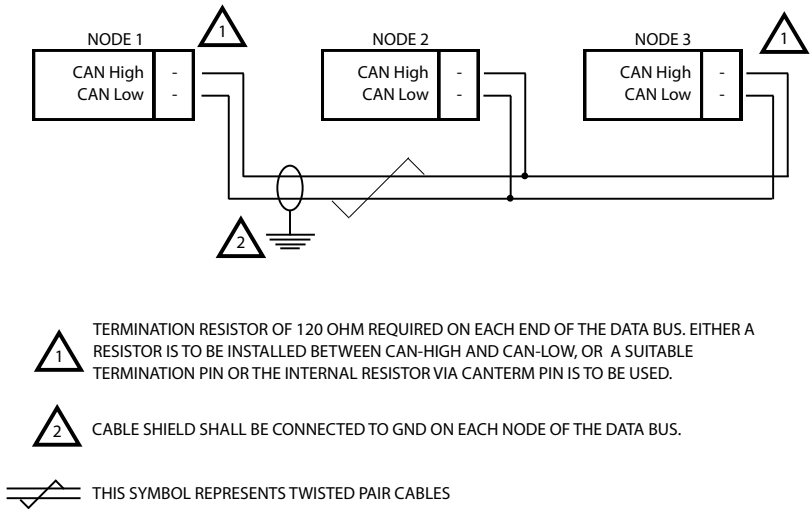 1
1
NODE 1
NODE 2
NODE 3
CAN High -
CAN Low -
CAN High -
CAN Low -
CAN High -
CAN Low -
2
1
TERMINATION RESISTOR OF 120 OHM REQUIRED ON EACH END OF THE DATA BUS. EITHER A
RESISTOR IS TO BE INSTALLED BETWEEN CAN-HIGH AND CAN-LOW, OR A SUITABLE
TERMINATION PIN OR THE INTERNAL RESISTOR VIA CANTERM PIN IS TO BE USED.
2
CABLE SHIELD SHALL BE CONNECTED TO GND ON EACH NODE OF THE DATA BUS.
THIS SYMBOL REPRESENTS TWISTED PAIR CABLES